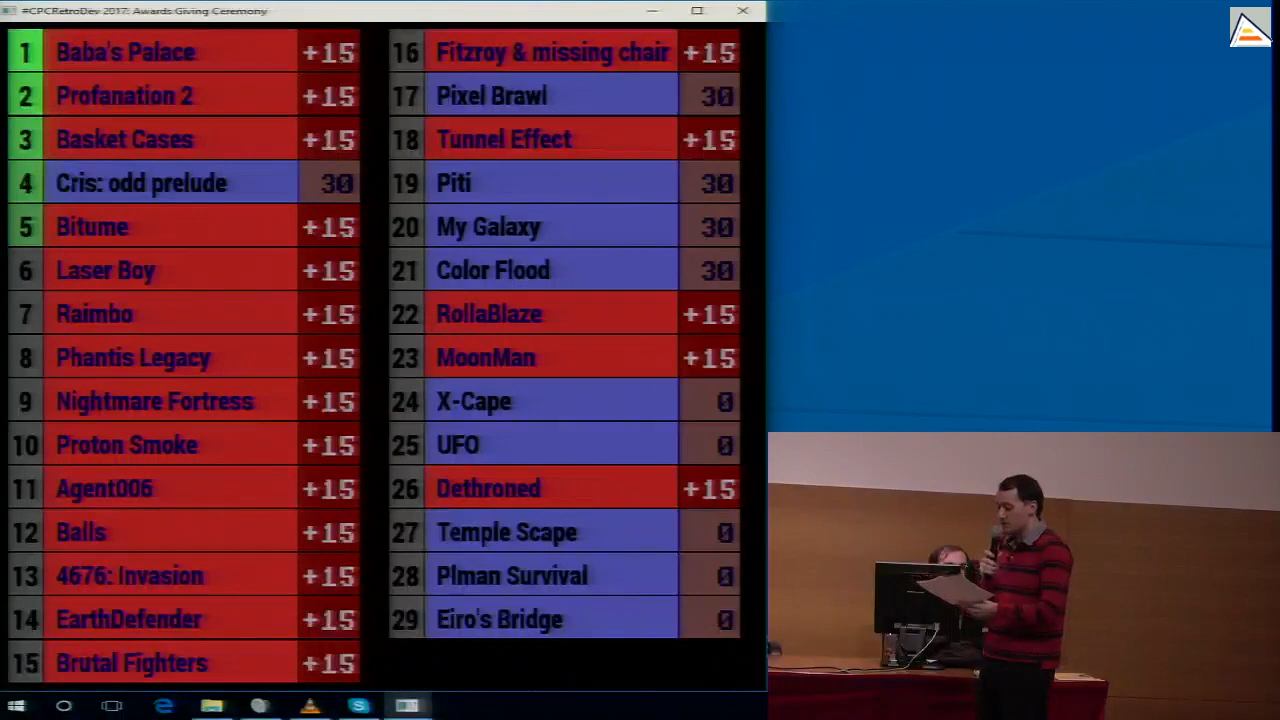 #CPCRetroDev 2017: Awards Giving Ceremony
1 Baba's Palace +15
2 Profanation 2 +15
3 Basket Cases +15
4 Cris: odd prelude 30
5 Bitume +15
6 Laser Boy +15
7 Raimbo +15
8 Phantis Legacy +15
9 Nightmare Fortress +15
10 Proton Smoke +15
11 Agent006 +15
12 Balls +15
13 4676: Invasion +15
14 EarthDefender +15
15 Brutal Fighters +15
16 Fitzroy & missing chair +15
17 Pixel Brawl 30
18 Tunnel Effect +15
19 Piti 30
20 My Galaxy 30
21 Color Flood 30
22 RollaBlaze +15
23 MoonMan +15
24 X-Cape 0
25 UFO 0
26 Dethroned +15
27 Temple Scape 0
28 Plman Survival 0
29 Eiro's Bridge 0